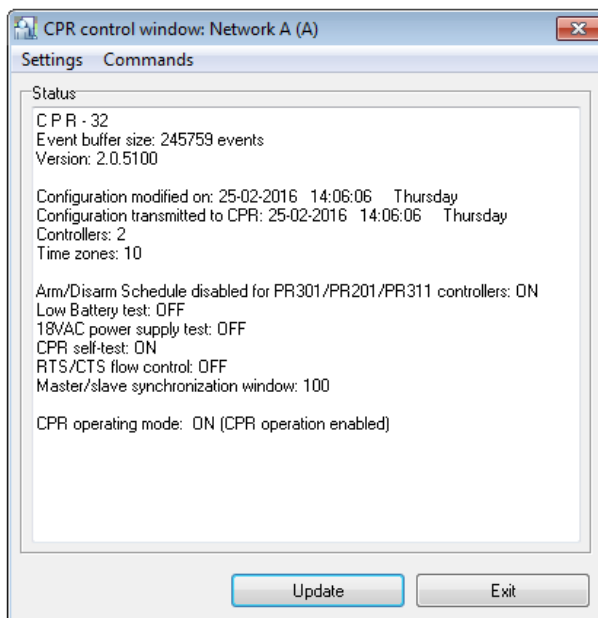 CPR control window: Network A (A)
Settings Commands
Status
C P R - 32
Event buffer size: 245759 events
Version: 2.0.5100
Configuration modified on: 25-02-2016 14:06:06 Thursday
Configuration transmitted to CPR: 25-02-2016 14:06:06 Thursday
Controllers: 2
Time zones: 10
Arm/Disarm Schedule disabled for PR301/PR201/PR311 controllers: ON
Low Battery test: OFF
18VAC power supply test: OFF
CPR self-test: ON
RTS/CTS flow control: OFF
Master/slave synchronization window: 100
CPR operating mode: ON (CPR operation enabled)
Update Exit